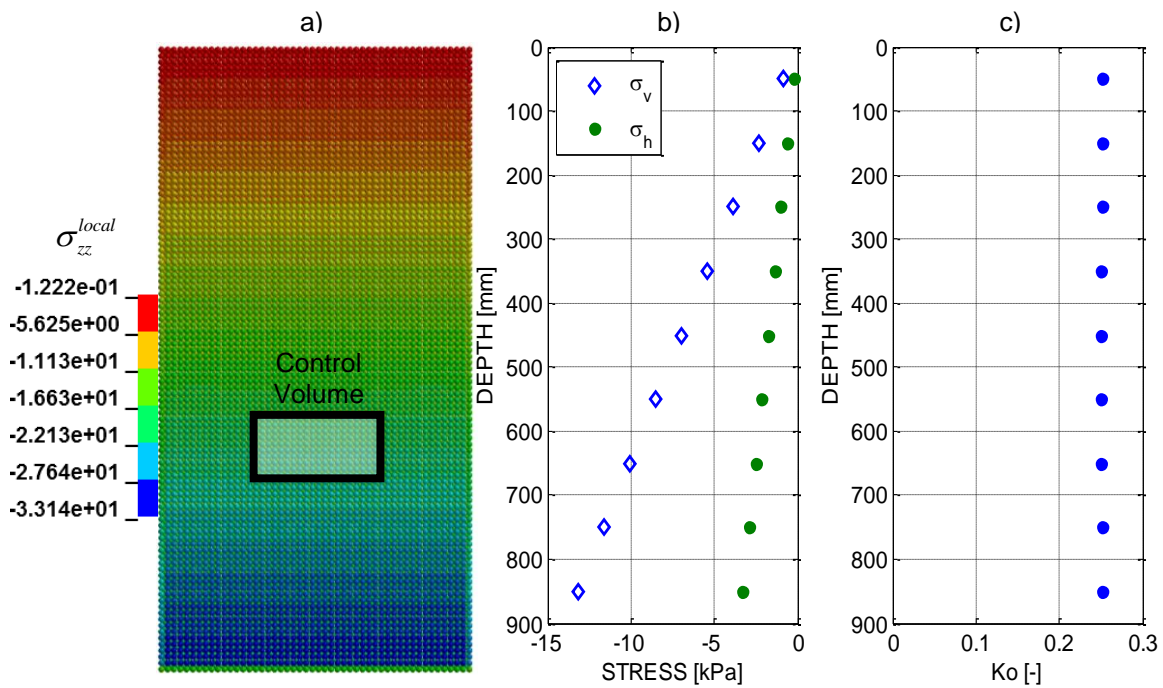 a)
σ_zz^local
-1.222e-01
-5.625e+00
-1.113e+01
-1.663e+01
-2.213e+01
-2.764e+01
-3.314e+01
Control
Volume
b)
0
100
200
300
400
500
600
700
800
900
DEPTH [mm]
σ_v
σ_h
-15
-10
-5
0
STRESS [kPa]
c)
0
100
200
300
400
500
600
700
800
900
DEPTH [mm]
0
0.1
0.2
0.3
Ko [-]